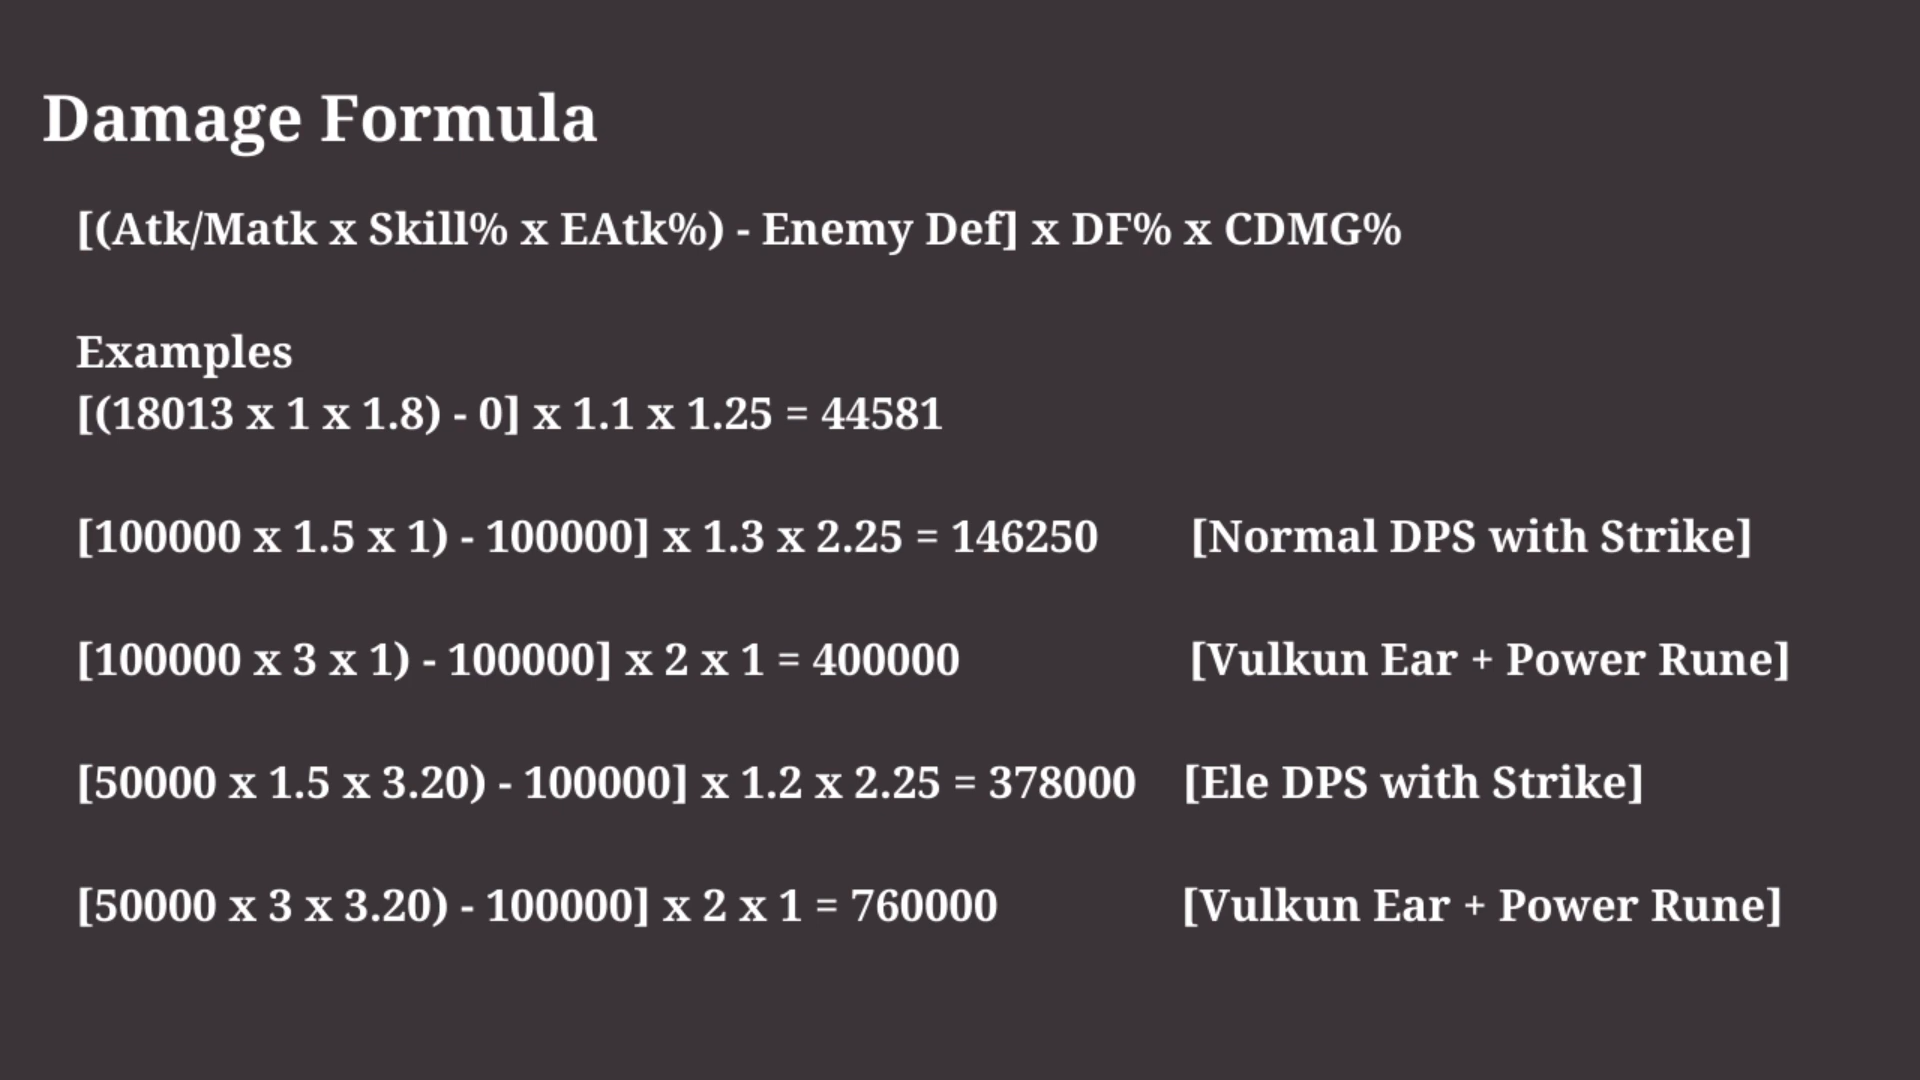 Damage Formula
[(Atk/Matk x Skill% x EAtk%) - Enemy Def] x DF% x CDMG%
Examples
[(18013 x 1 x 1.8) - 0] x 1.1 x 1.25 = 44581
[100000 x 1.5 x 1) - 100000] x 1.3 x 2.25 = 146250 [Normal DPS with Strike]
[100000 x 3 x 1) - 100000] x 2 x 1 = 400000 [Vulkun Ear + Power Rune]
[50000 x 1.5 x 3.20) - 100000] x 1.2 x 2.25 = 378000 [Ele DPS with Strike]
[50000 x 3 x 3.20) - 100000] x 2 x 1 = 760000 [Vulkun Ear + Power Rune]